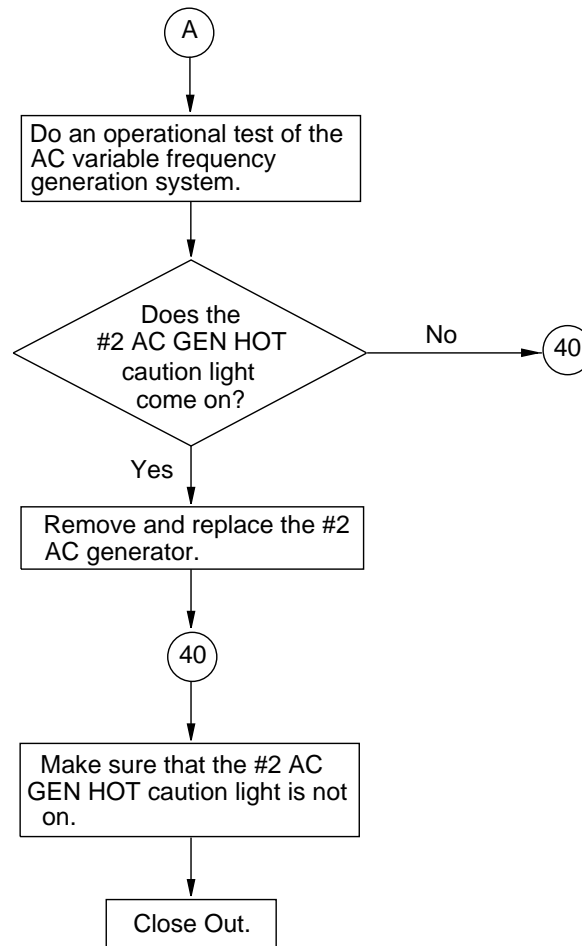 A
Do an operational test of the
AC variable frequency
generation system.
Does the
#2 AC GEN HOT
caution light
come on?
No
40
Yes
Remove and replace the #2
AC generator.
40
Make sure that the #2 AC
GEN HOT caution light is not
on.
Close Out.